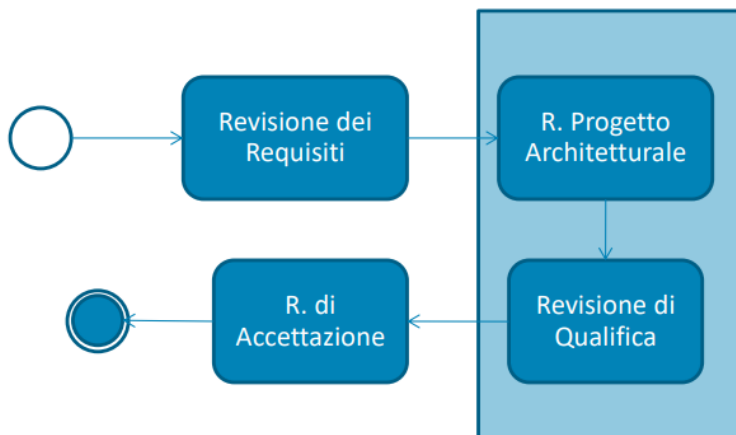 Revisione dei
Requisiti
R. Progetto
Architetturale
R. di
Accettazione
Revisione di
Qualifica